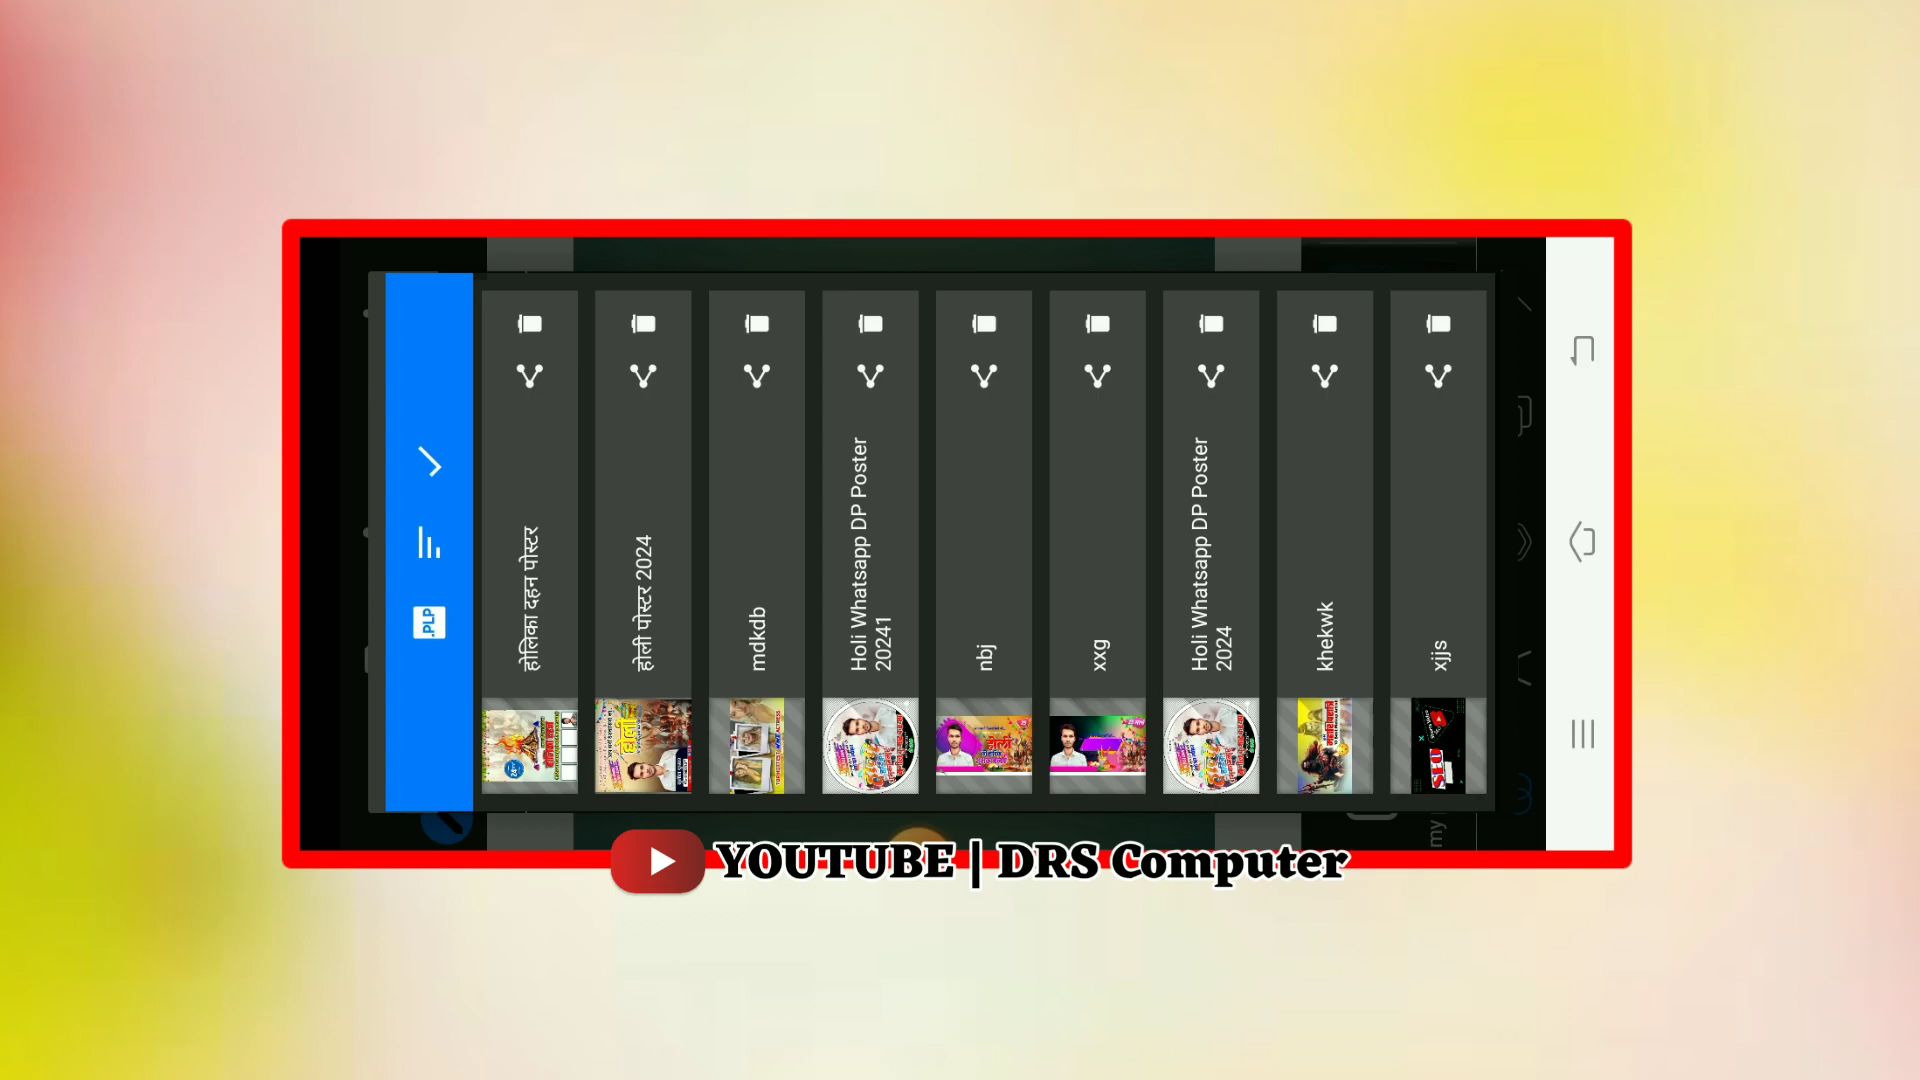 .PLP
होलिका दहन पोस्टर
होली पोस्टर 2024
mdkdb
Holi Whatsapp DP Poster
20241
nbj
xxg
Holi Whatsapp DP Poster
2024
khekwk
xjjs
my
YOUTUBE | DRS Computer